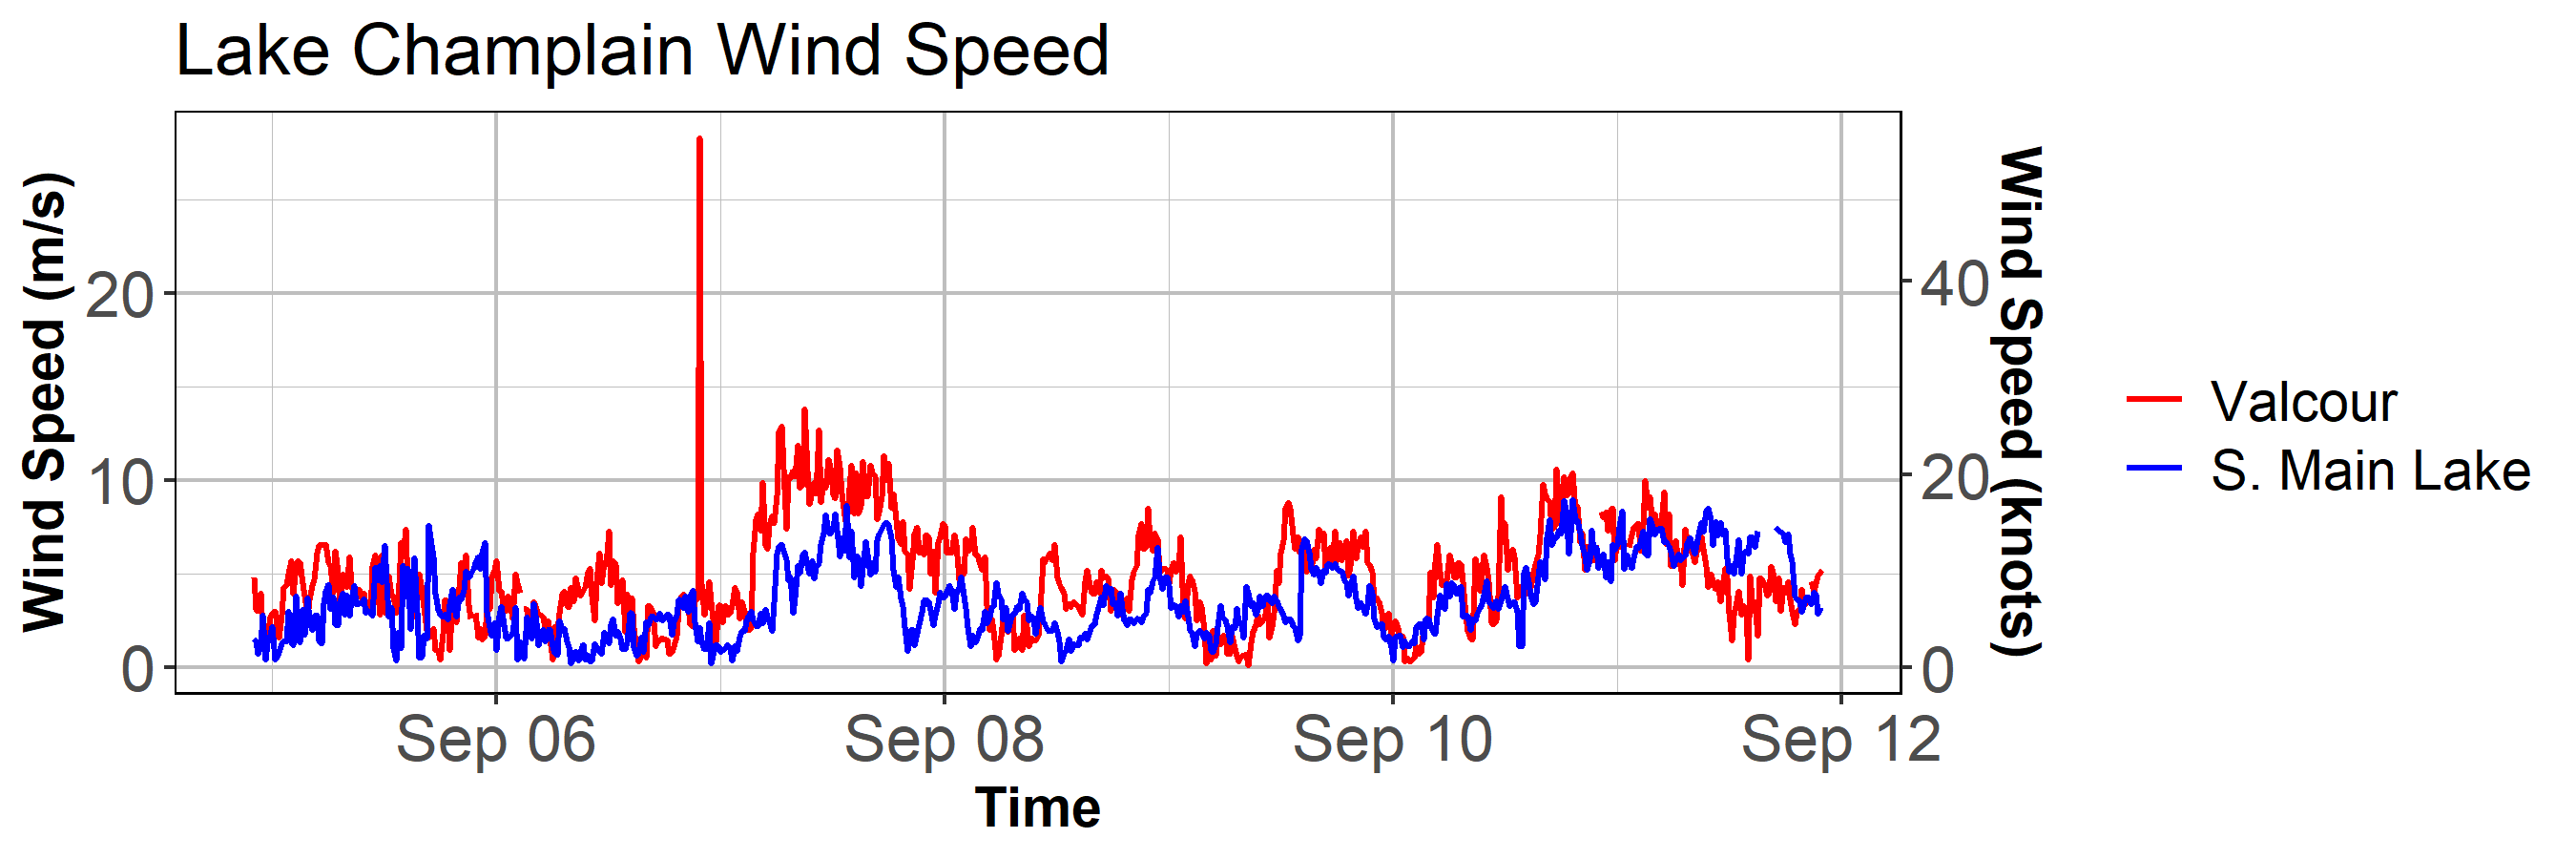 Lake Champlain Wind Speed
Wind Speed (m/s)
20
10
0
40
20
0
Wind Speed (knots)
Sep 06
Sep 08
Sep 10
Sep 12
Time
Valcour
S. Main Lake